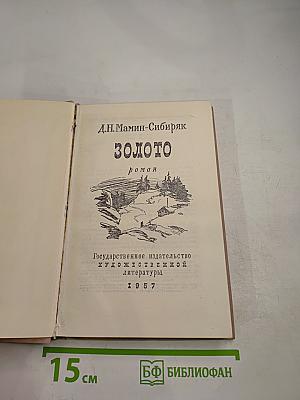 Д.Н.Мамин-Сибиряк
ЗОЛОТО
роман
Государственное издательство
ХУДОЖЕСТВЕННОЙ
литературы
1957
15 см
БФ БИБЛИОФАН